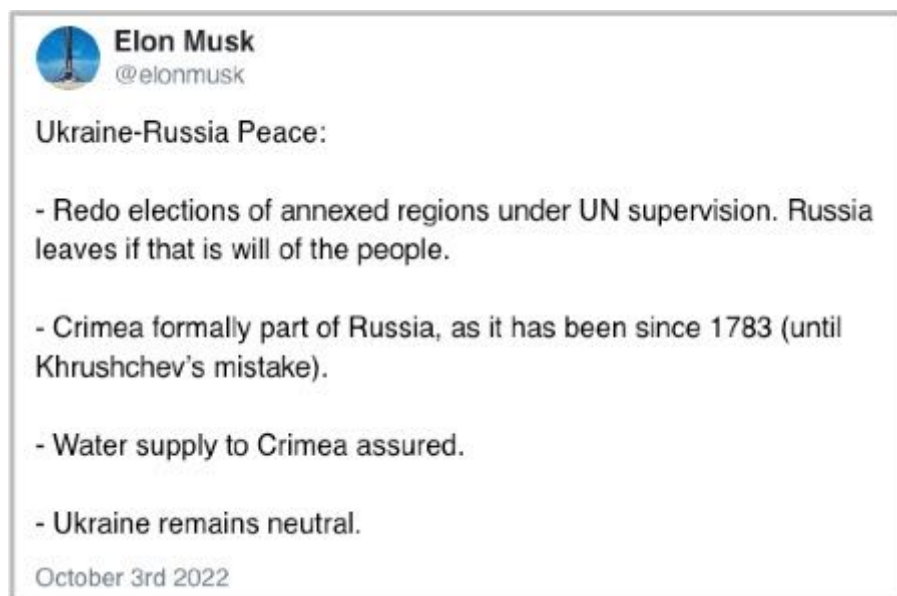 Elon Musk
@elonmusk
Ukraine-Russia Peace:
- Redo elections of annexed regions under UN supervision. Russia
leaves if that is will of the people.
- Crimea formally part of Russia, as it has been since 1783 (until
Khrushchev's mistake).
- Water supply to Crimea assured.
- Ukraine remains neutral.
October 3rd 2022